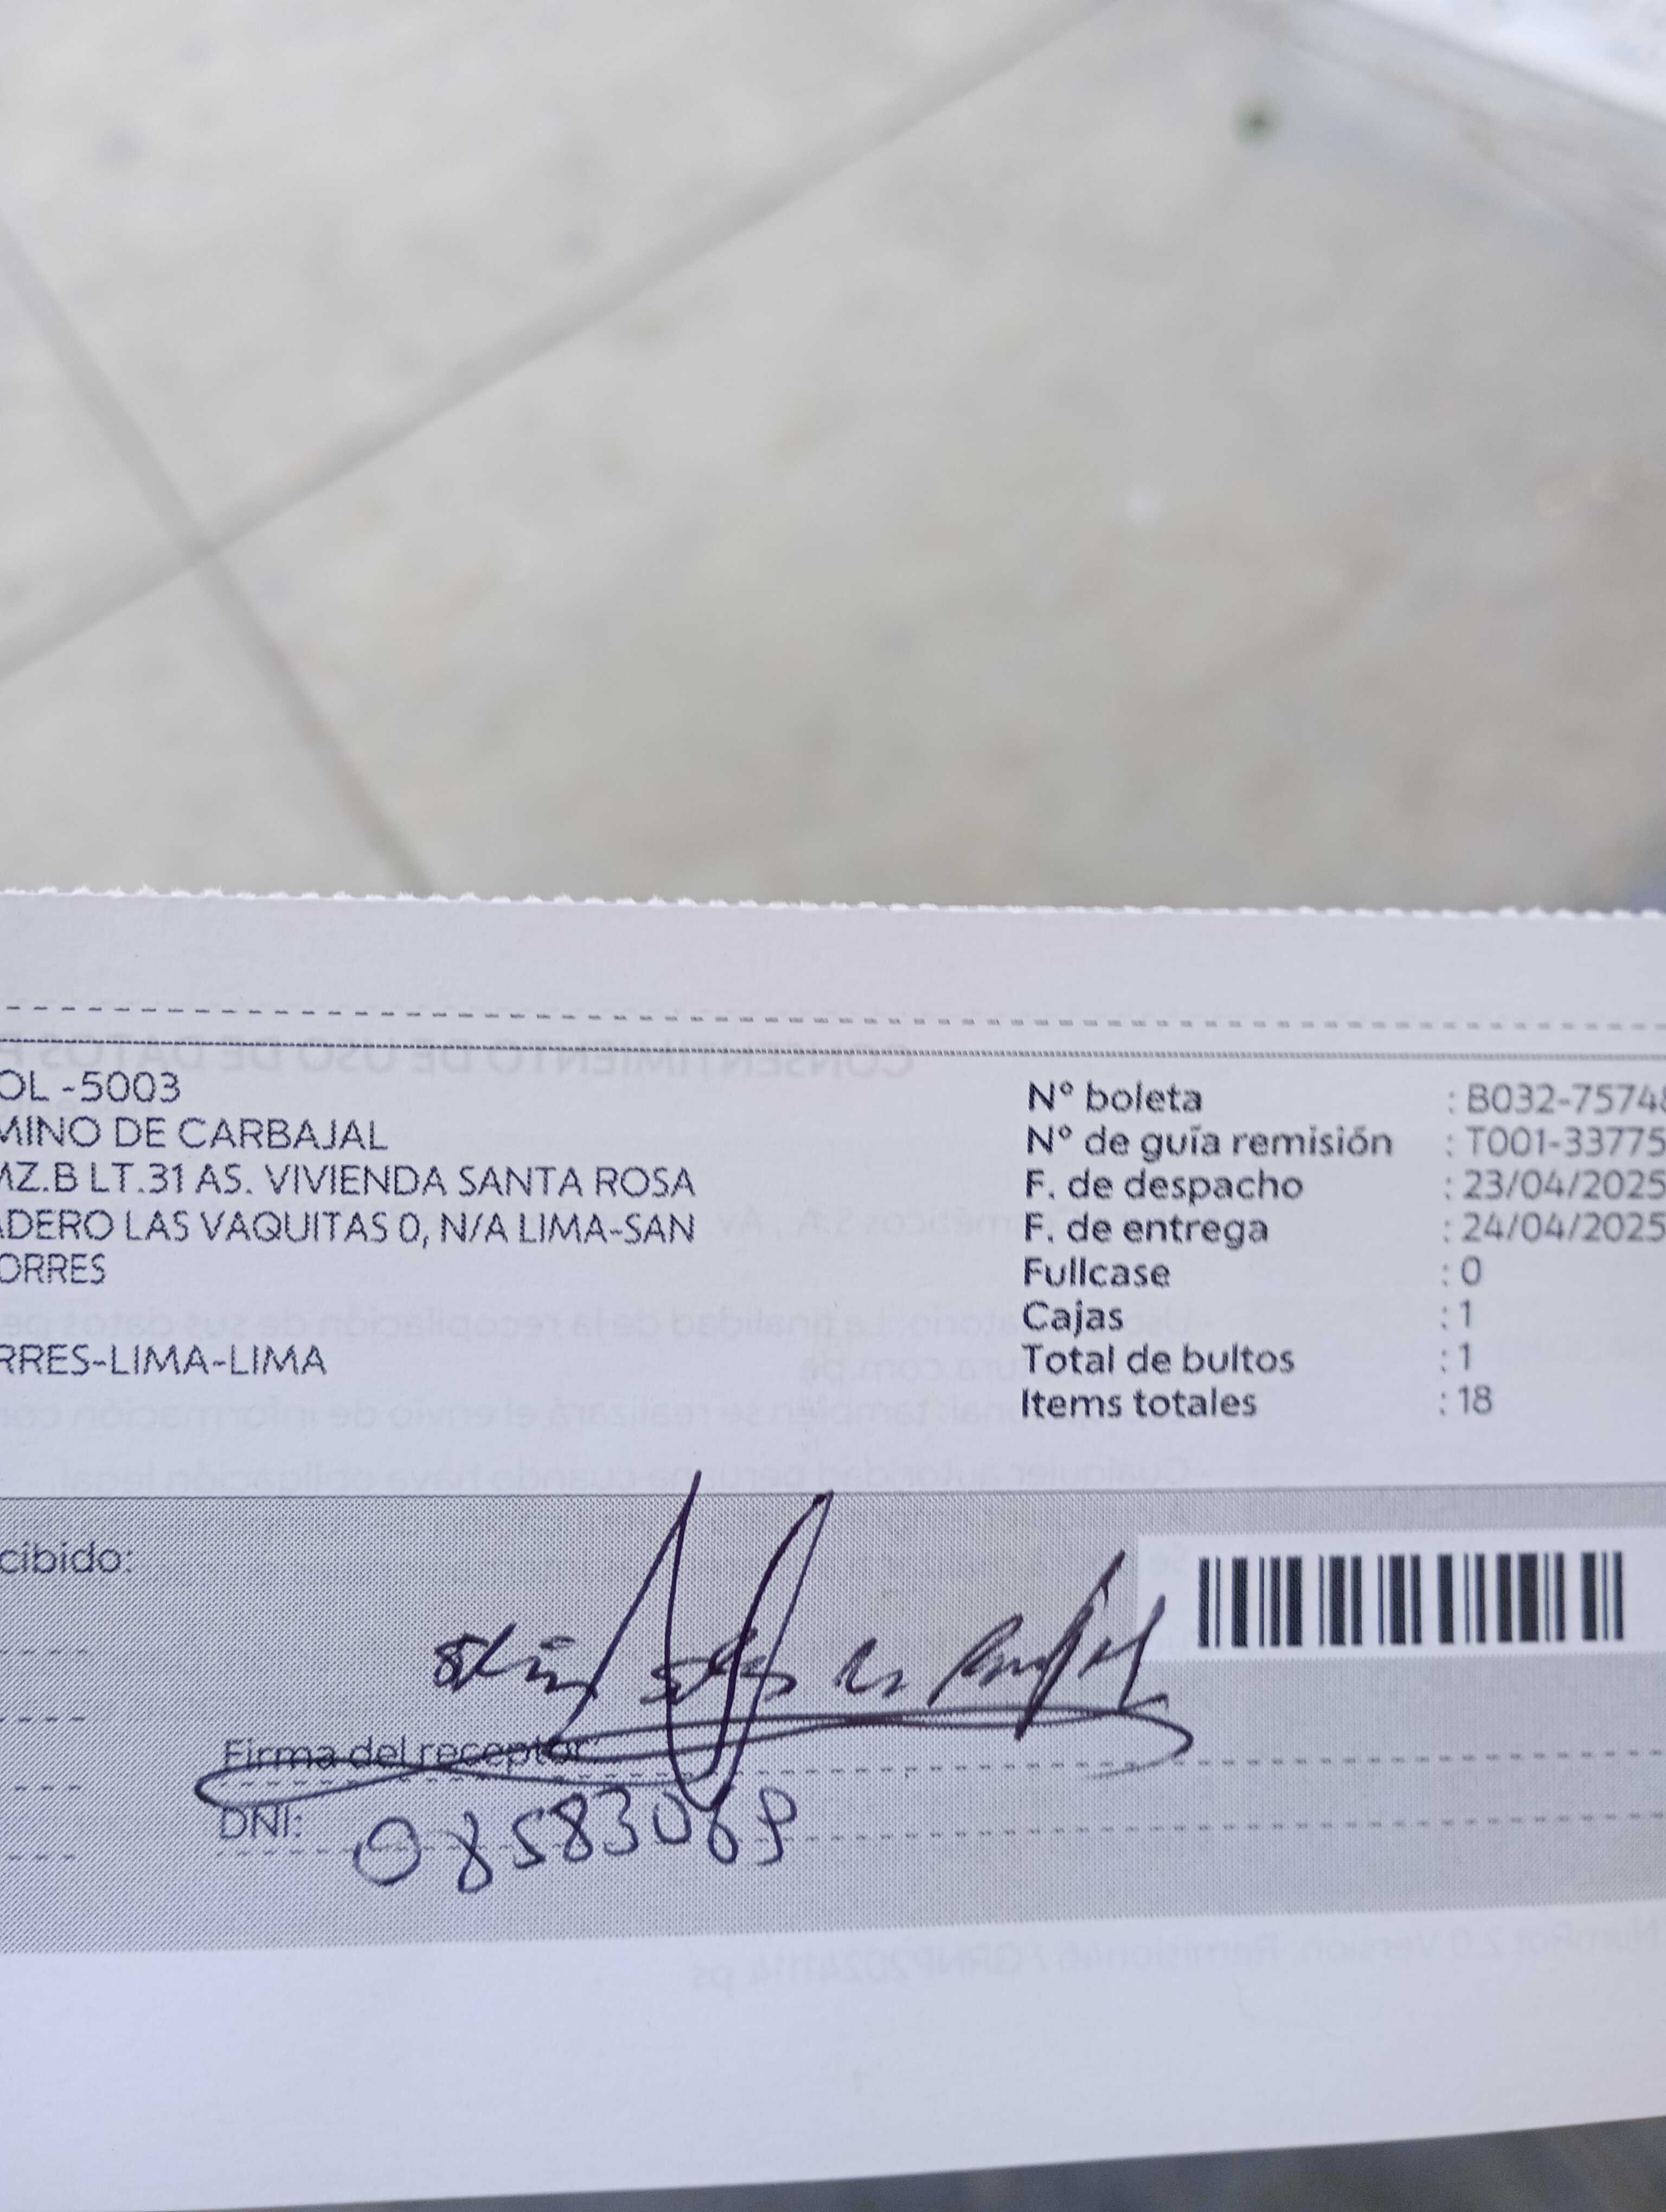 OL -5003
MINO DE CARBAJAL
MZ.B LT.31 AS. VIVIENDA SANTA ROSA
ADERO LAS VAQUITAS 0, N/A LIMA-SAN
ORRES
RRES-LIMA-LIMA
N° boleta : B032-7574
N° de guía remisión : T001-33775
F. de despacho : 23/04/2025
F. de entrega : 24/04/2025
Fullcase : 0
Cajas : 1
Total de bultos : 1
Items totales : 18
cibido:
Firma del receptor
DNI: 08583069